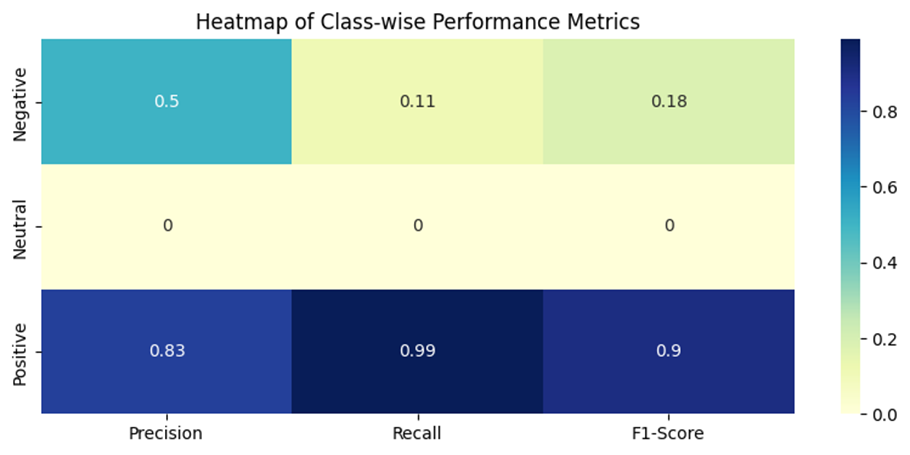 Heatmap of Class-wise Performance Metrics
Negative
0.5 0.11 0.18
Neutral
0 0 0
Positive
0.83 0.99 0.9
Precision Recall F1-Score
0.8
0.6
0.4
0.2
0.0